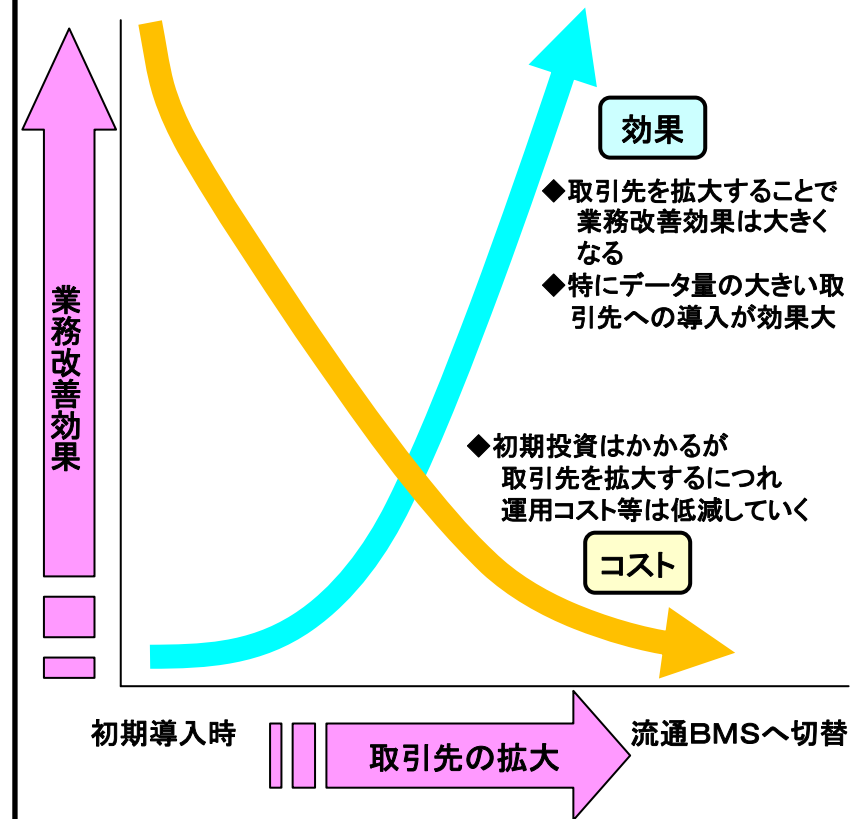 効果
◆取引先を拡大することで
業務改善効果は大きく
なる
◆特にデータ量の大きい取
引先への導入が効果大
業務改善効果
◆初期投資はかかるが
取引先を拡大するにつれ
運用コスト等は低減していく
コスト
初期導入時
取引先の拡大
流通BMSへ切替